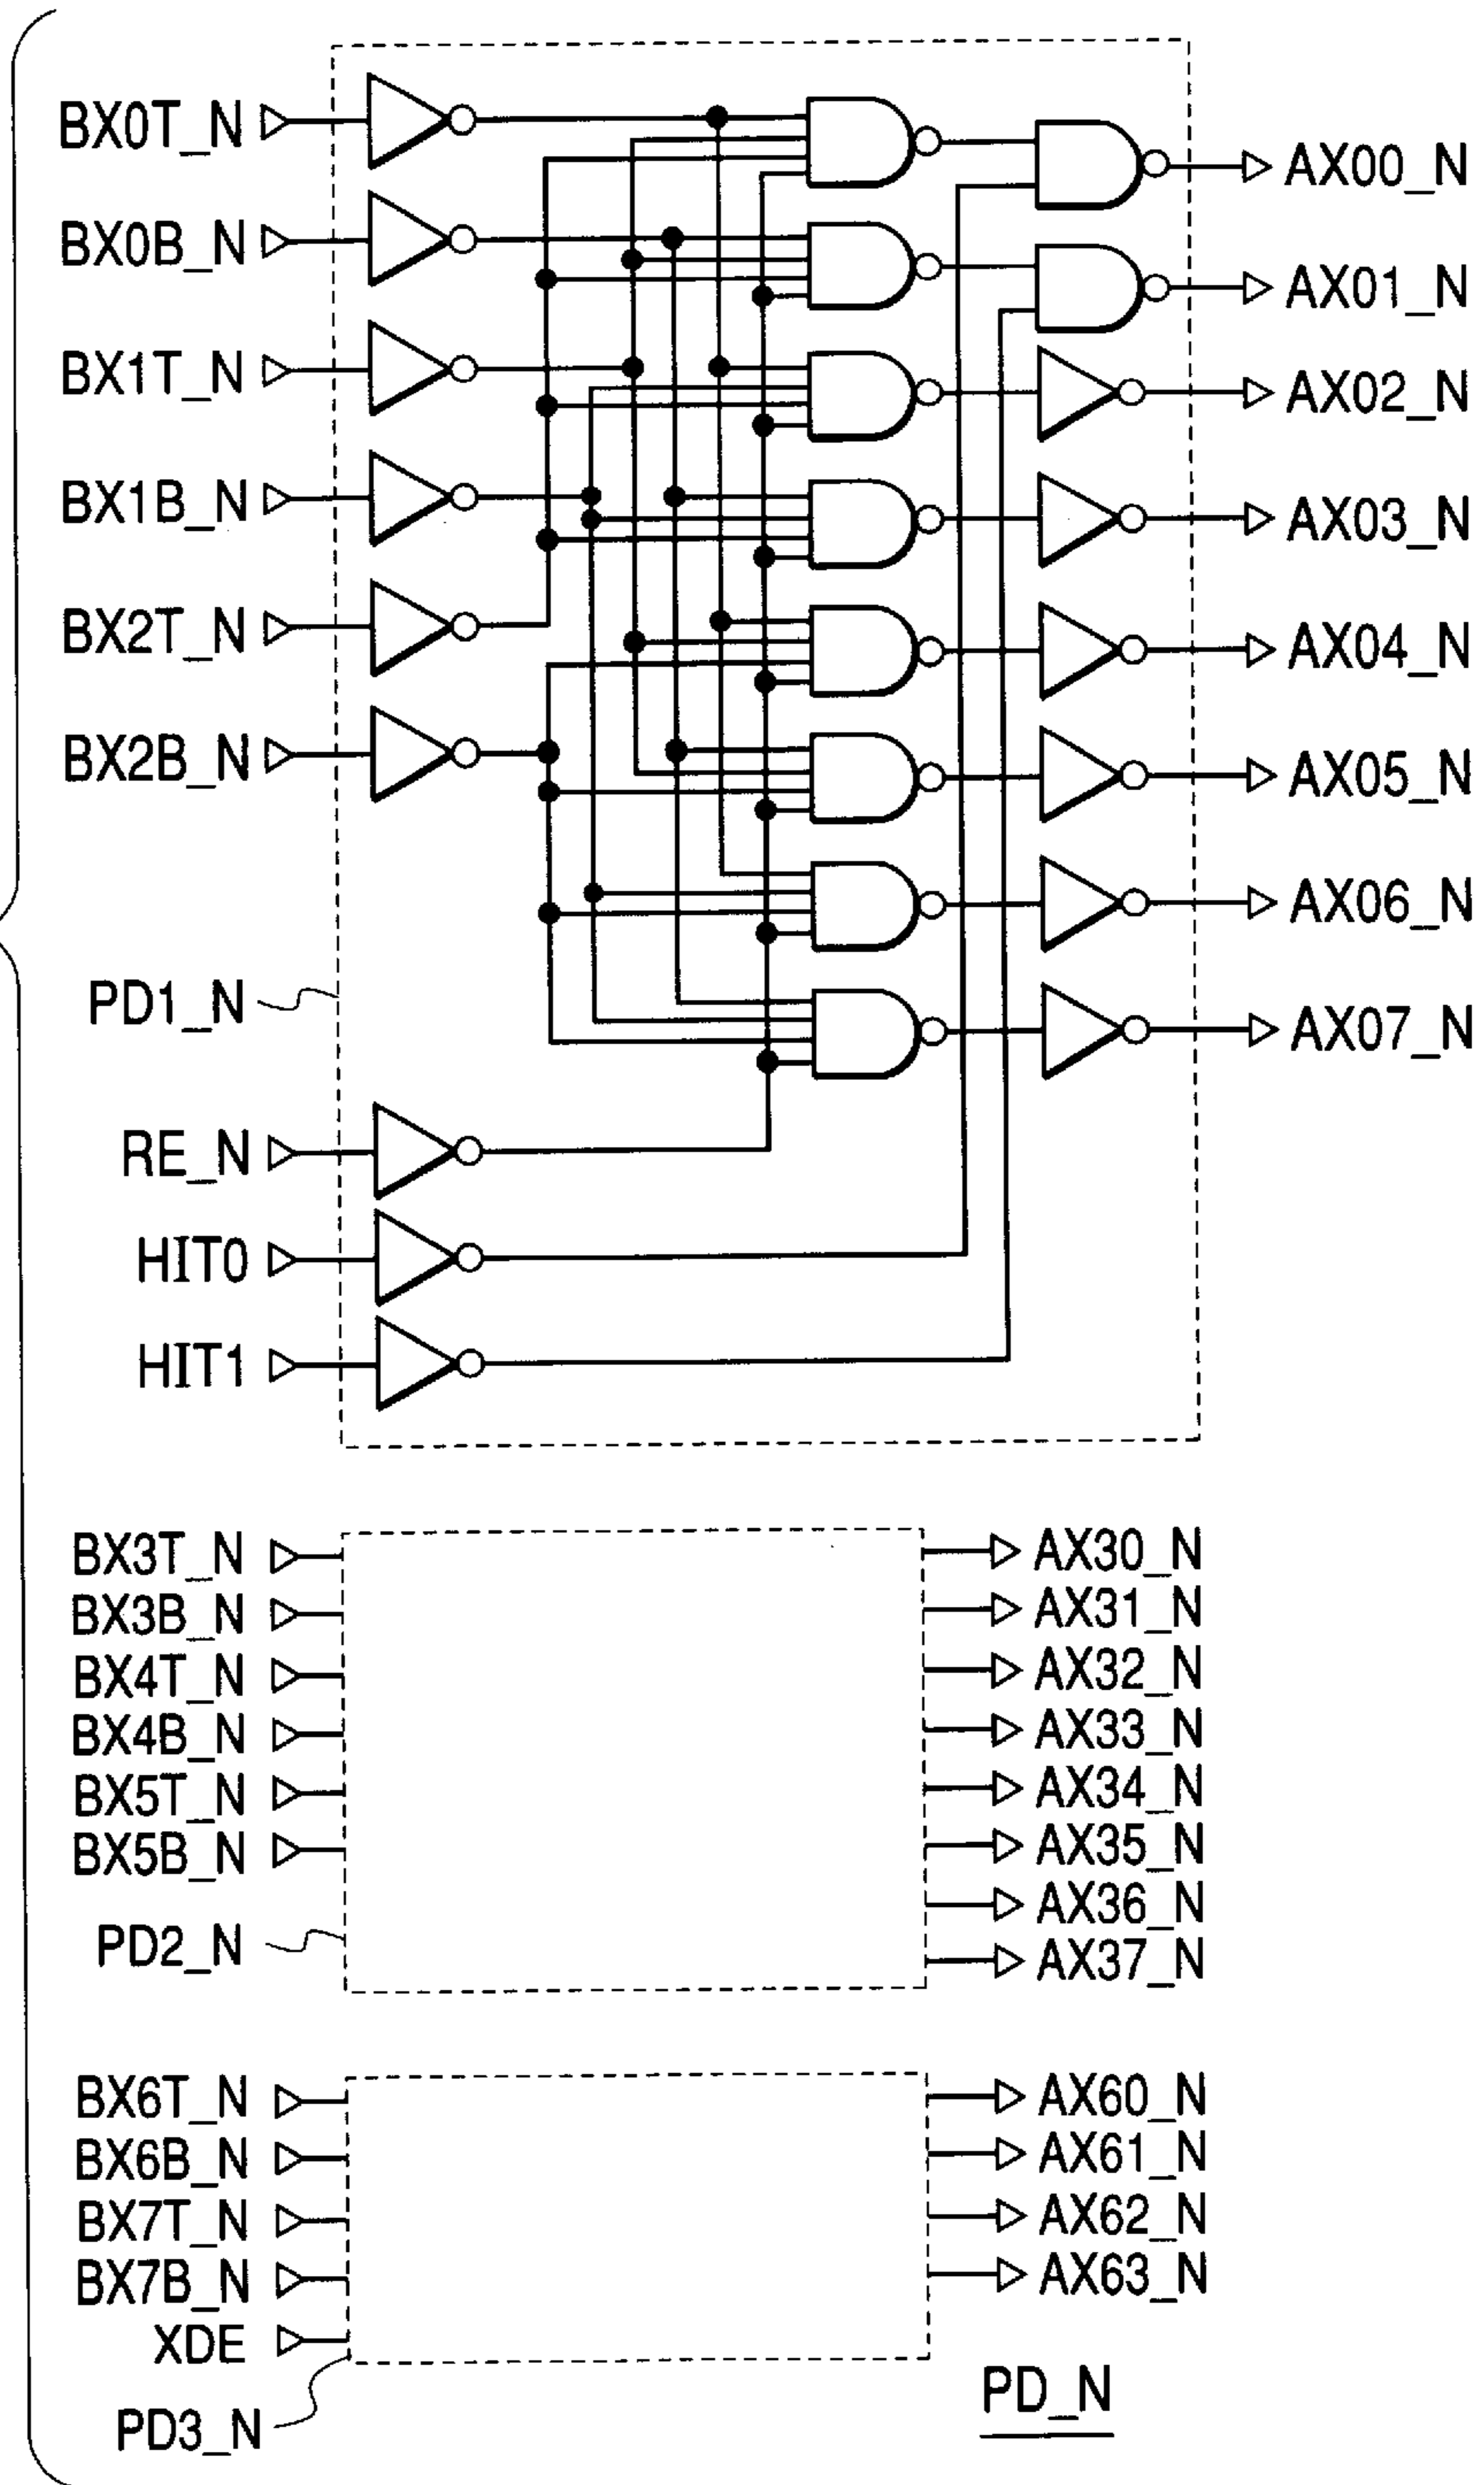 BX0T_N
BX0B_N
BX1T_N
BX1B_N
BX2T_N
BX2B_N
PD1_N
RE_N
HIT0
HIT1
AX00_N
AX01_N
AX02_N
AX03_N
AX04_N
AX05_N
AX06_N
AX07_N
BX3T_N
BX3B_N
BX4T_N
BX4B_N
BX5T_N
BX5B_N
PD2_N
AX30_N
AX31_N
AX32_N
AX33_N
AX34_N
AX35_N
AX36_N
AX37_N
BX6T_N
BX6B_N
BX7T_N
BX7B_N
XDE
PD3_N
AX60_N
AX61_N
AX62_N
AX63_N
PD_N